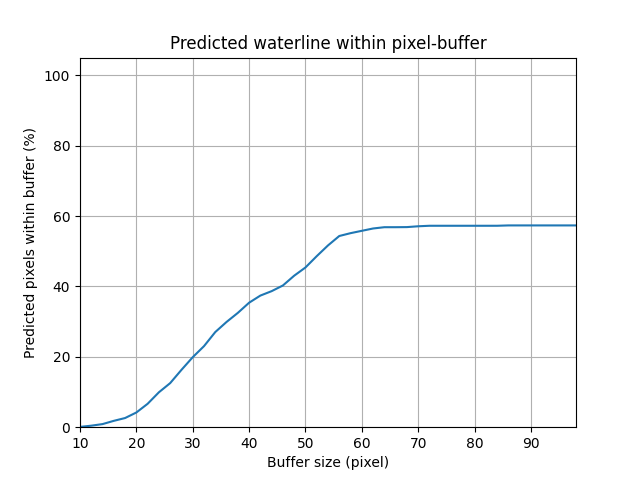 Predicted waterline within pixel-buffer
Predicted pixels within buffer (%)
100
80
60
40
20
0
10 20 30 40 50 60 70 80 90
Buffer size (pixel)